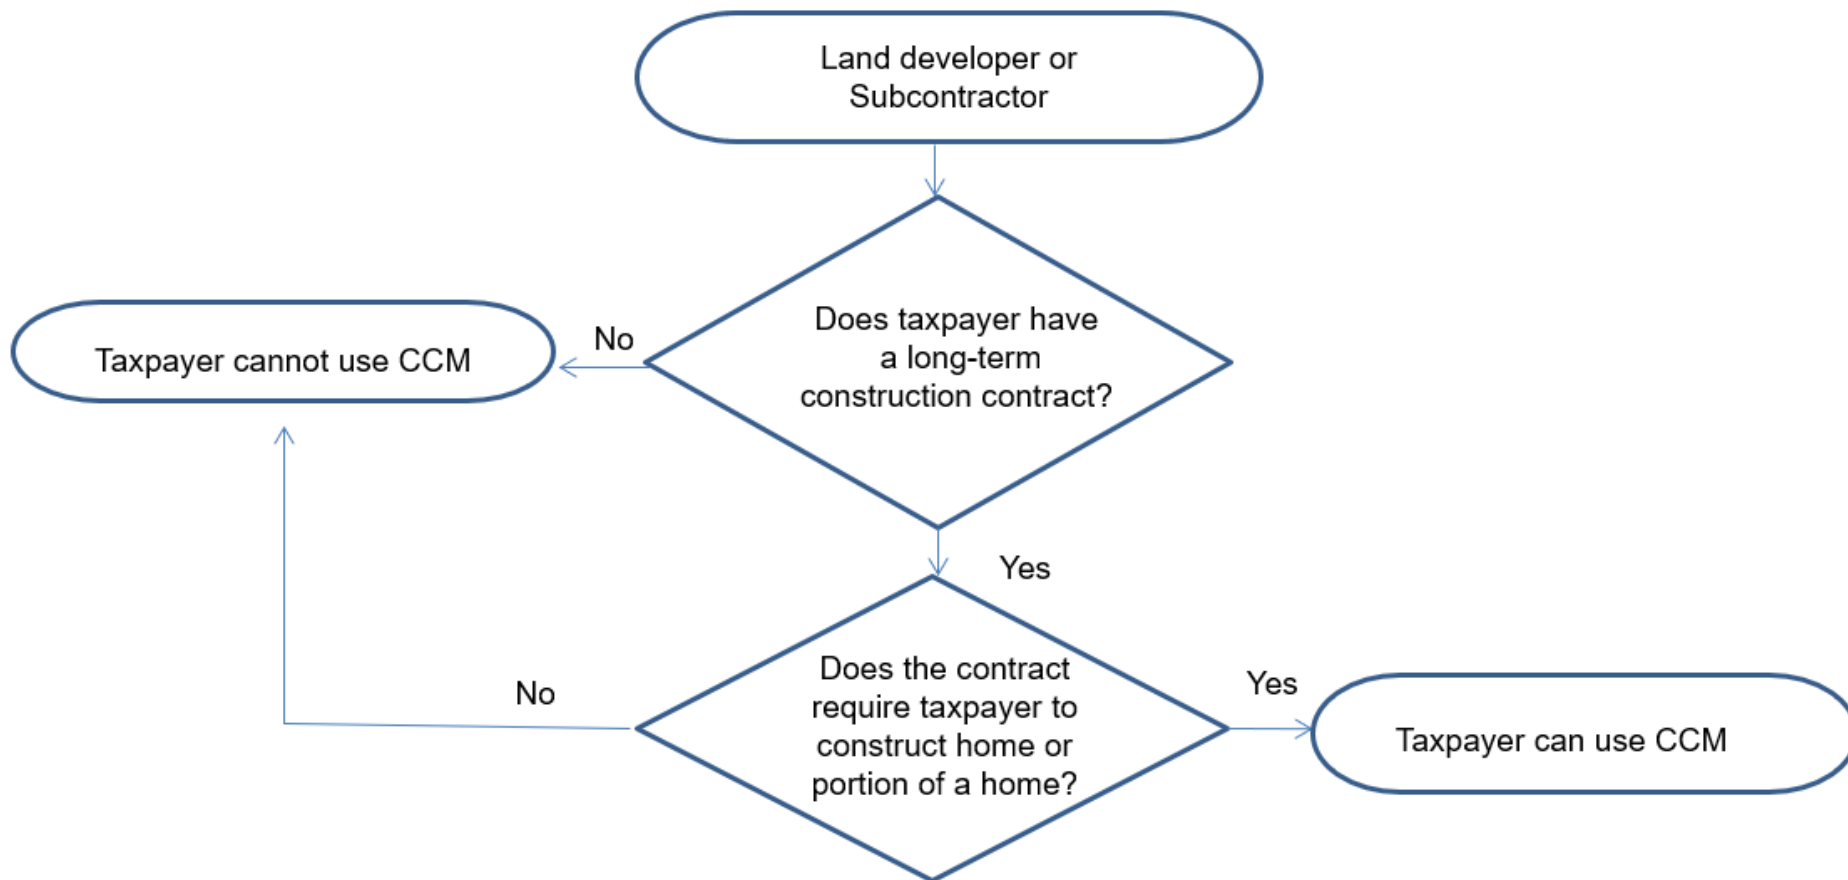 Land developer or
Subcontractor
Does taxpayer have
a long-term
construction contract?
No
Taxpayer cannot use CCM
Yes
Does the contract
require taxpayer to
construct home or
portion of a home?
No
Yes
Taxpayer can use CCM